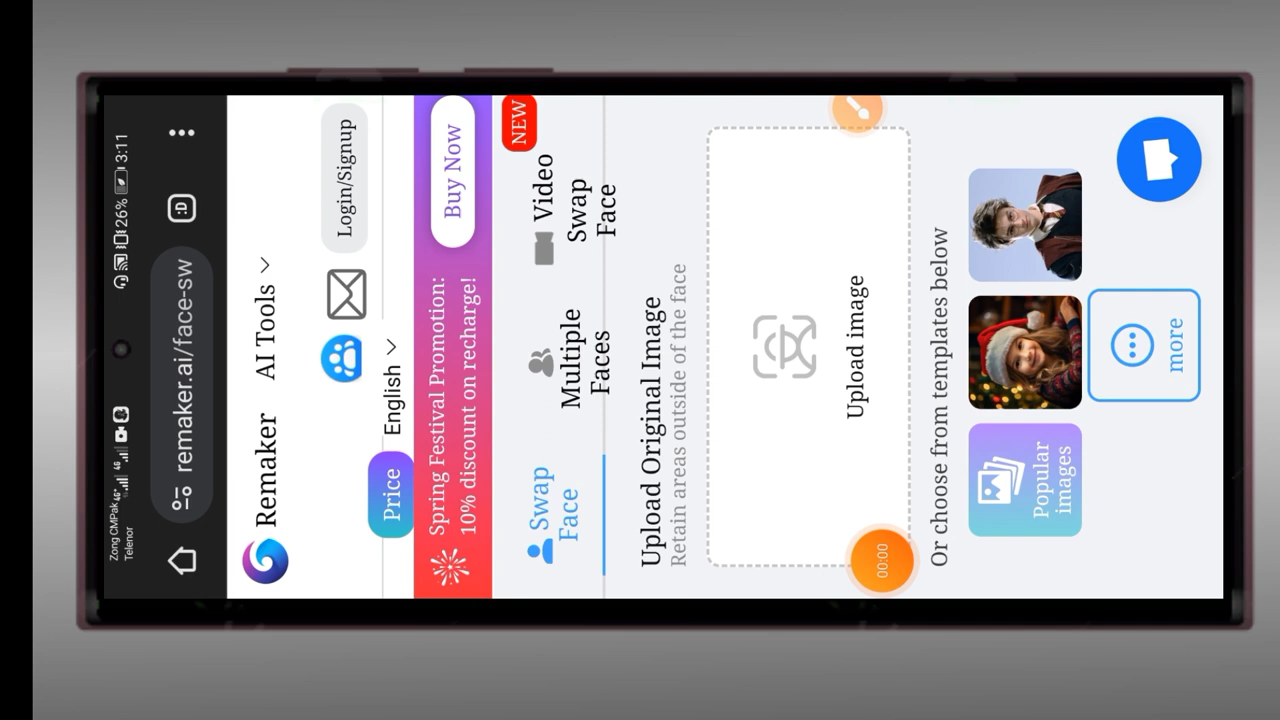 Zong CMPak 4G+ 4G
Telenor
26% 3:11
remaker.ai/face-sw
:D
Remaker AI Tools
Login/Signup
Price English
Spring Festival Promotion:
10% discount on recharge!
Buy Now
Swap
Face
Multiple
Faces
Video
Swap
Face
NEW
Upload Original Image
Retain areas outside of the face
Upload image
00:00
Or choose from templates below
Popular
images
more